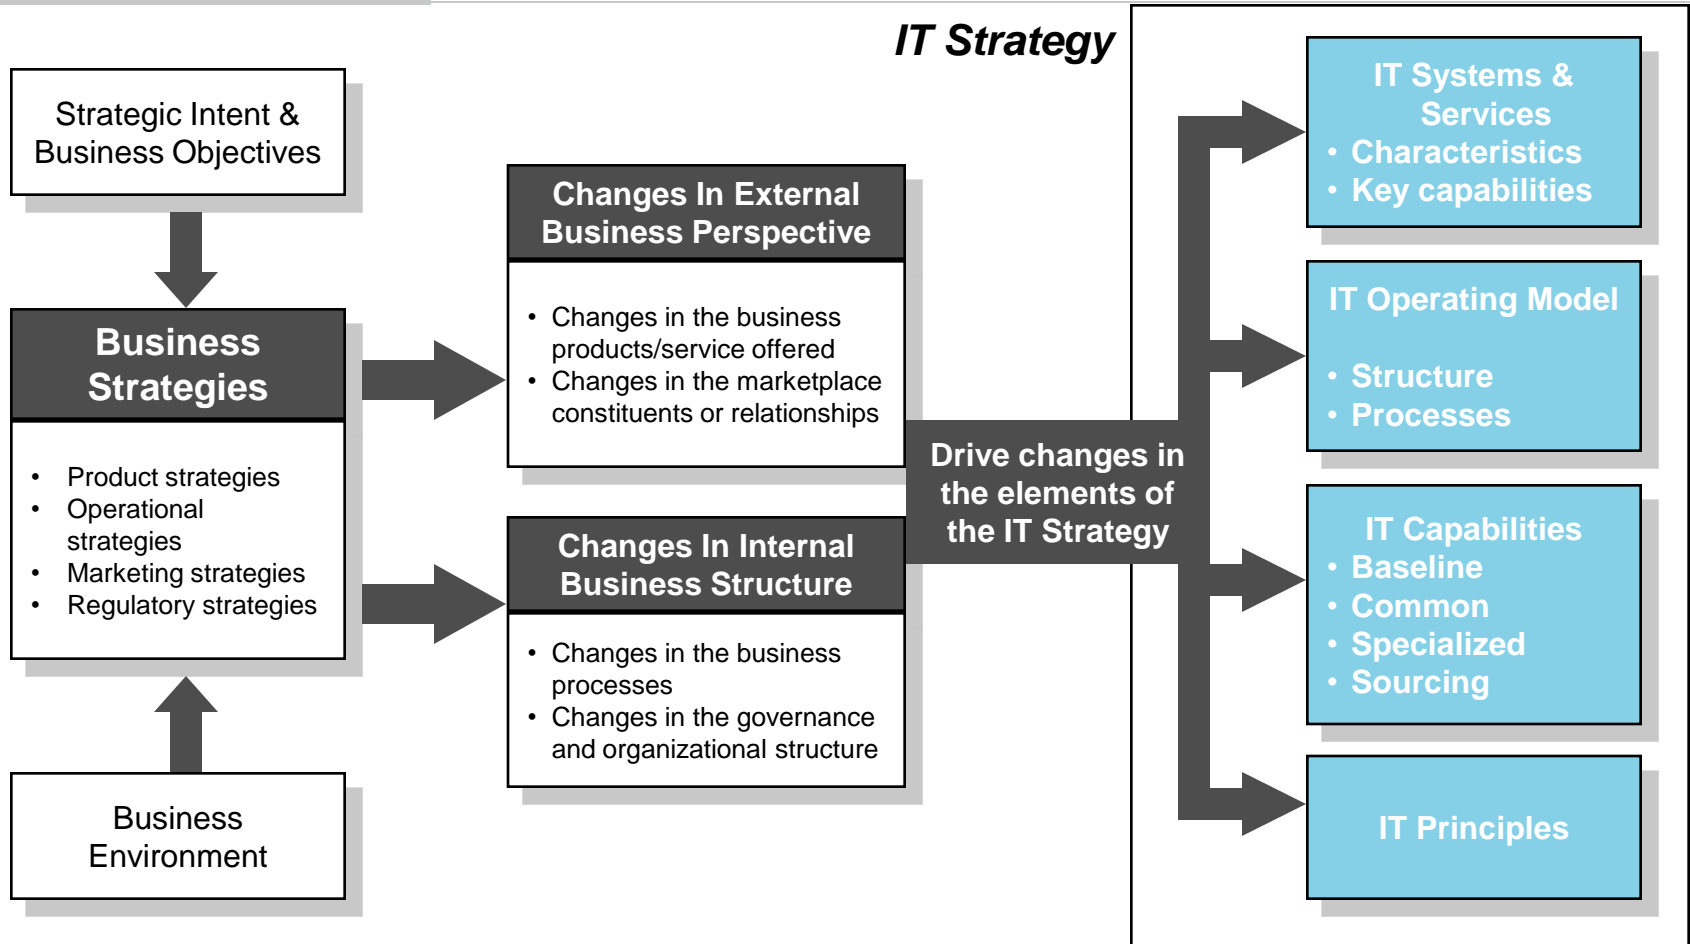 IT Strategy
Strategic Intent &
Business Objectives
Business
Strategies
• Product strategies
• Operational
strategies
• Marketing strategies
• Regulatory strategies
Business
Environment
Changes In External
Business Perspective
• Changes in the business
products/service offered
• Changes in the marketplace
constituents or relationships
Changes In Internal
Business Structure
• Changes in the business
processes
• Changes in the governance
and organizational structure
Drive changes in
the elements of
the IT Strategy
IT Systems &
Services
• Characteristics
• Key capabilities
IT Operating Model
• Structure
• Processes
IT Capabilities
• Baseline
• Common
• Specialized
• Sourcing
IT Principles